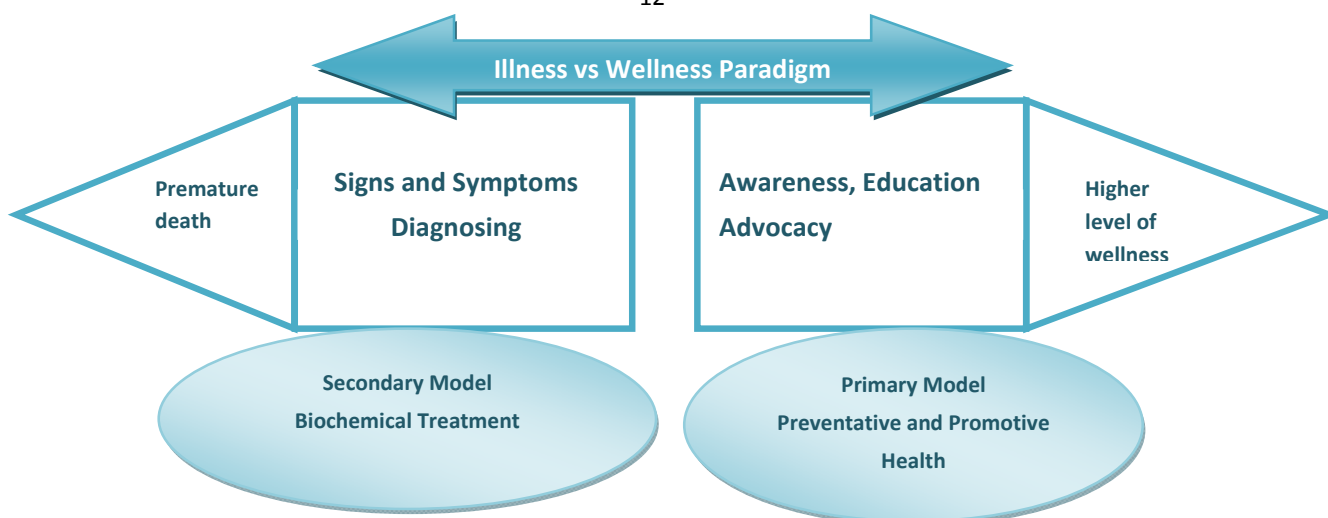 12
Illness vs Wellness Paradigm
Premature
death
Signs and Symptoms
Diagnosing
Awareness, Education
Advocacy
Higher
level of
wellness
Secondary Model
Biochemical Treatment
Primary Model
Preventative and Promotive
Health